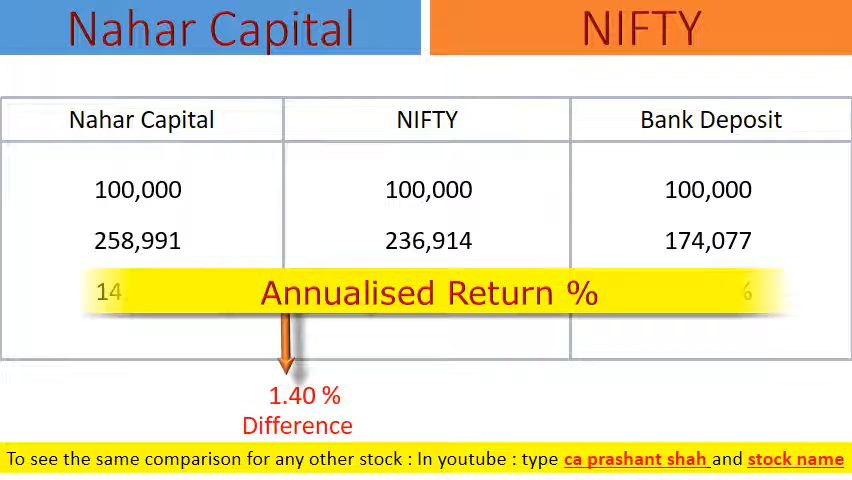 Nahar Capital NIFTY
Nahar Capital NIFTY Bank Deposit
100,000 100,000 100,000
258,991 236,914 174,077
14 Annualised Return % %
1.40 %
Difference
To see the same comparison for any other stock : In youtube : type ca prashant shah and stock name